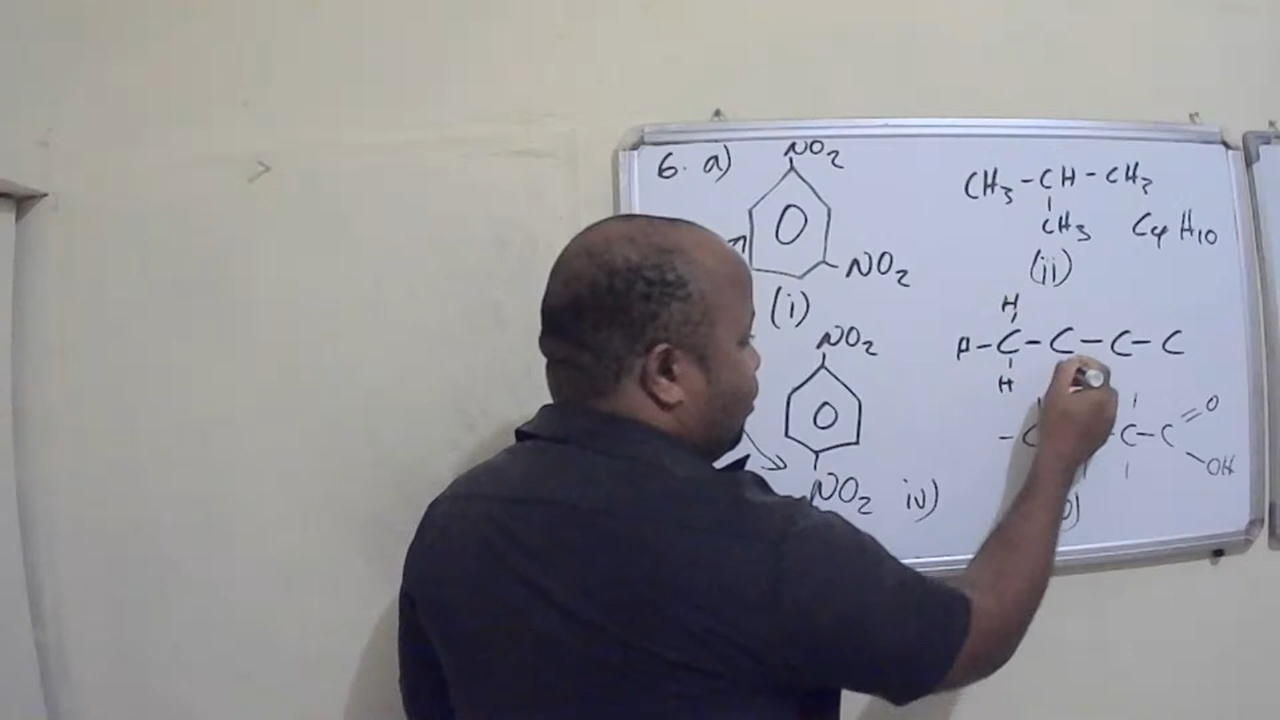 6. a)
NO2
NO2
(i)
NO2
NO2 iv)
CH3-CH-CH3
CH3 C4H10
(ii)
H
H-C-C-C-C
H
C-C
O
OH